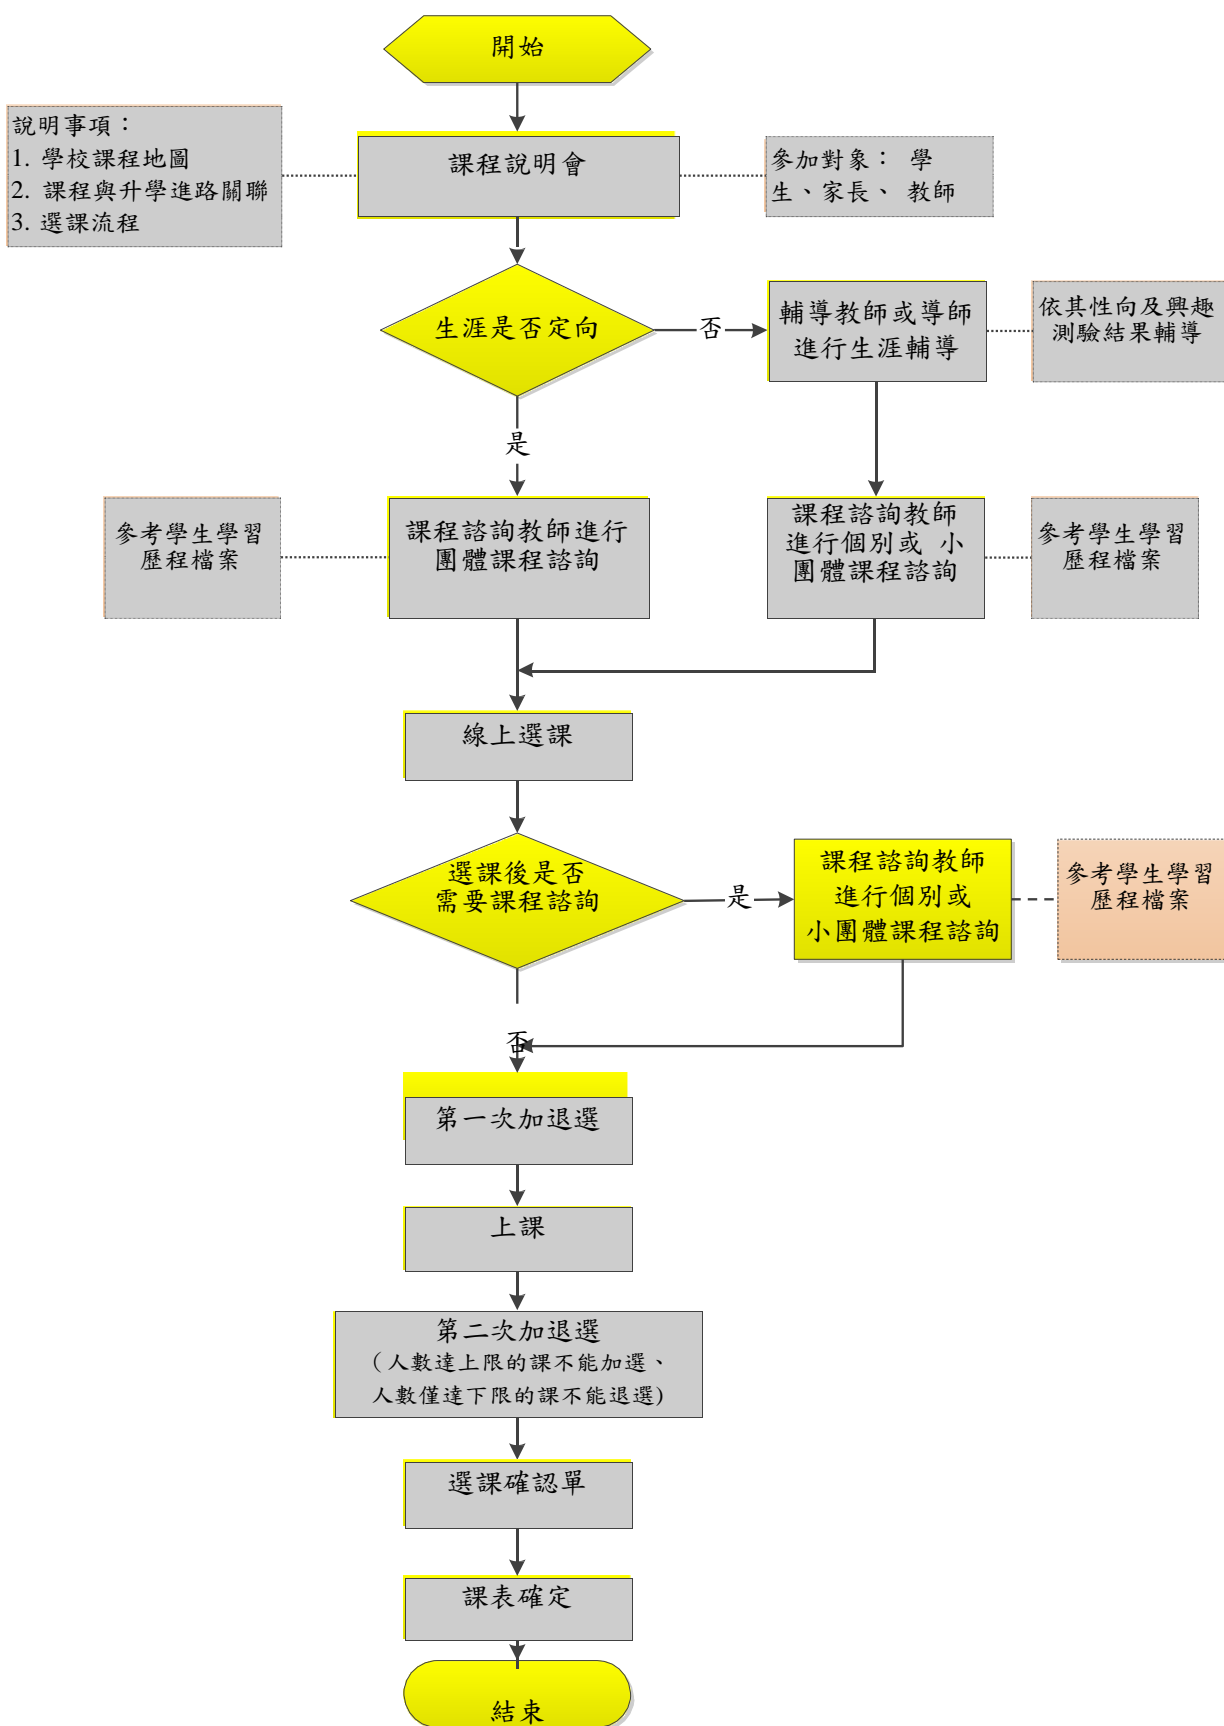 開始
說明事項：
1. 學校課程地圖
2. 課程與升學進路關聯
3. 選課流程
課程說明會
參加對象： 學
生、家長、 教師
生涯是否定向
否
輔導教師或導師
進行生涯輔導
依其性向及興趣
測驗結果輔導
是
參考學生學習
歷程檔案
課程諮詢教師進行
團體課程諮詢
課程諮詢教師
進行個別或 小
團體課程諮詢
參考學生學習
歷程檔案
線上選課
選課後是否
需要課程諮詢
是
課程諮詢教師
進行個別或
小團體課程諮詢
參考學生學習
歷程檔案
否
第一次加退選
上課
第二次加退選
（人數達上限的課不能加選、
人數僅達下限的課不能退選)
選課確認單
課表確定
結束